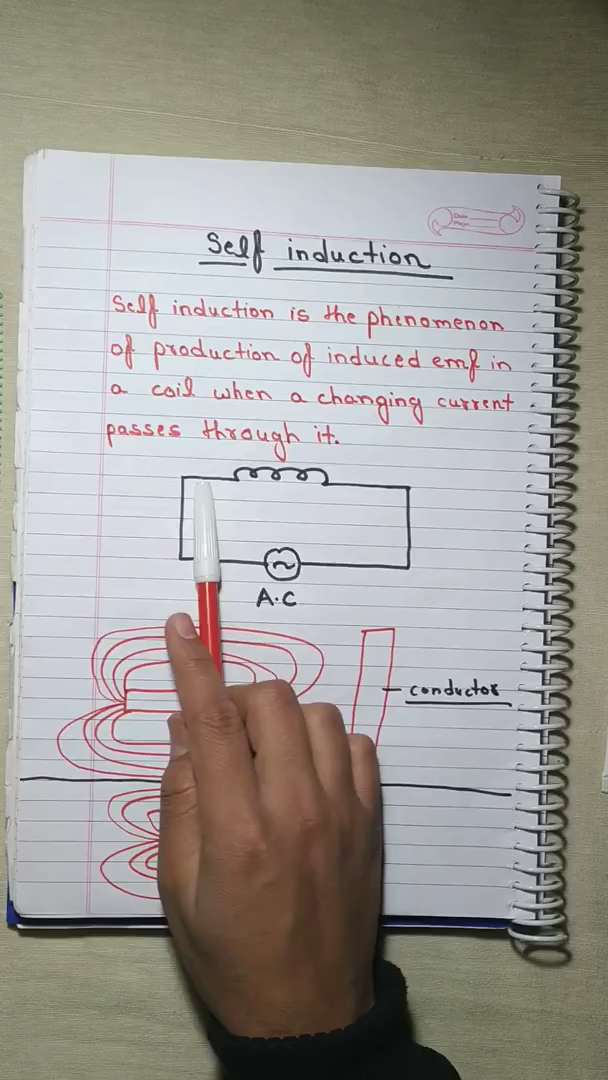 Self induction
Self induction is the phenomenon
of production of induced emf in
a coil when a changing current
passes through it.
A.C
conductor